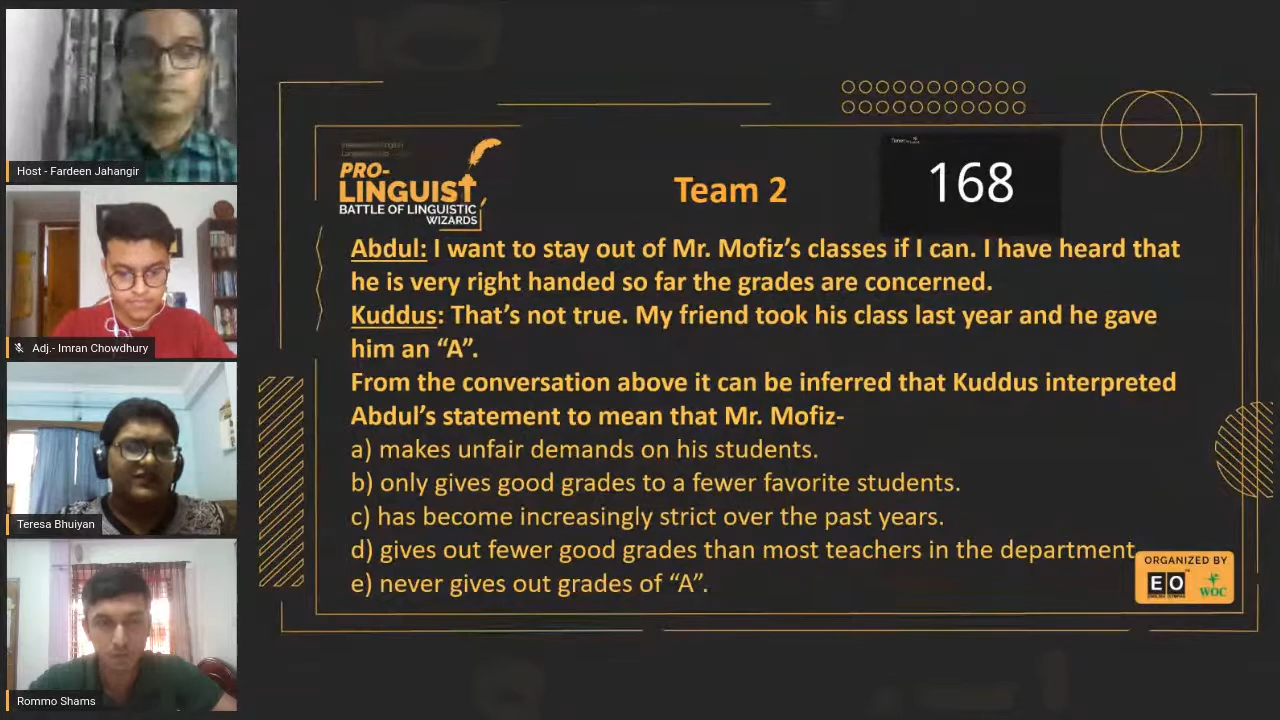 Host - Fardeen Jahangir
Adj.- Imran Chowdhury
Teresa Bhuiyan
Rommo Shams
PRO-
LINGUIST
BATTLE OF LINGUISTIC
WIZARDS
Team 2
168
Abdul: I want to stay out of Mr. Mofiz’s classes if I can. I have heard that
he is very right handed so far the grades are concerned.
Kuddus: That’s not true. My friend took his class last year and he gave
him an “A”.
From the conversation above it can be inferred that Kuddus interpreted
Abdul’s statement to mean that Mr. Mofiz-
a) makes unfair demands on his students.
b) only gives good grades to a fewer favorite students.
c) has become increasingly strict over the past years.
d) gives out fewer good grades than most teachers in the department
e) never gives out grades of “A”.
ORGANIZED BY
EO
WOC